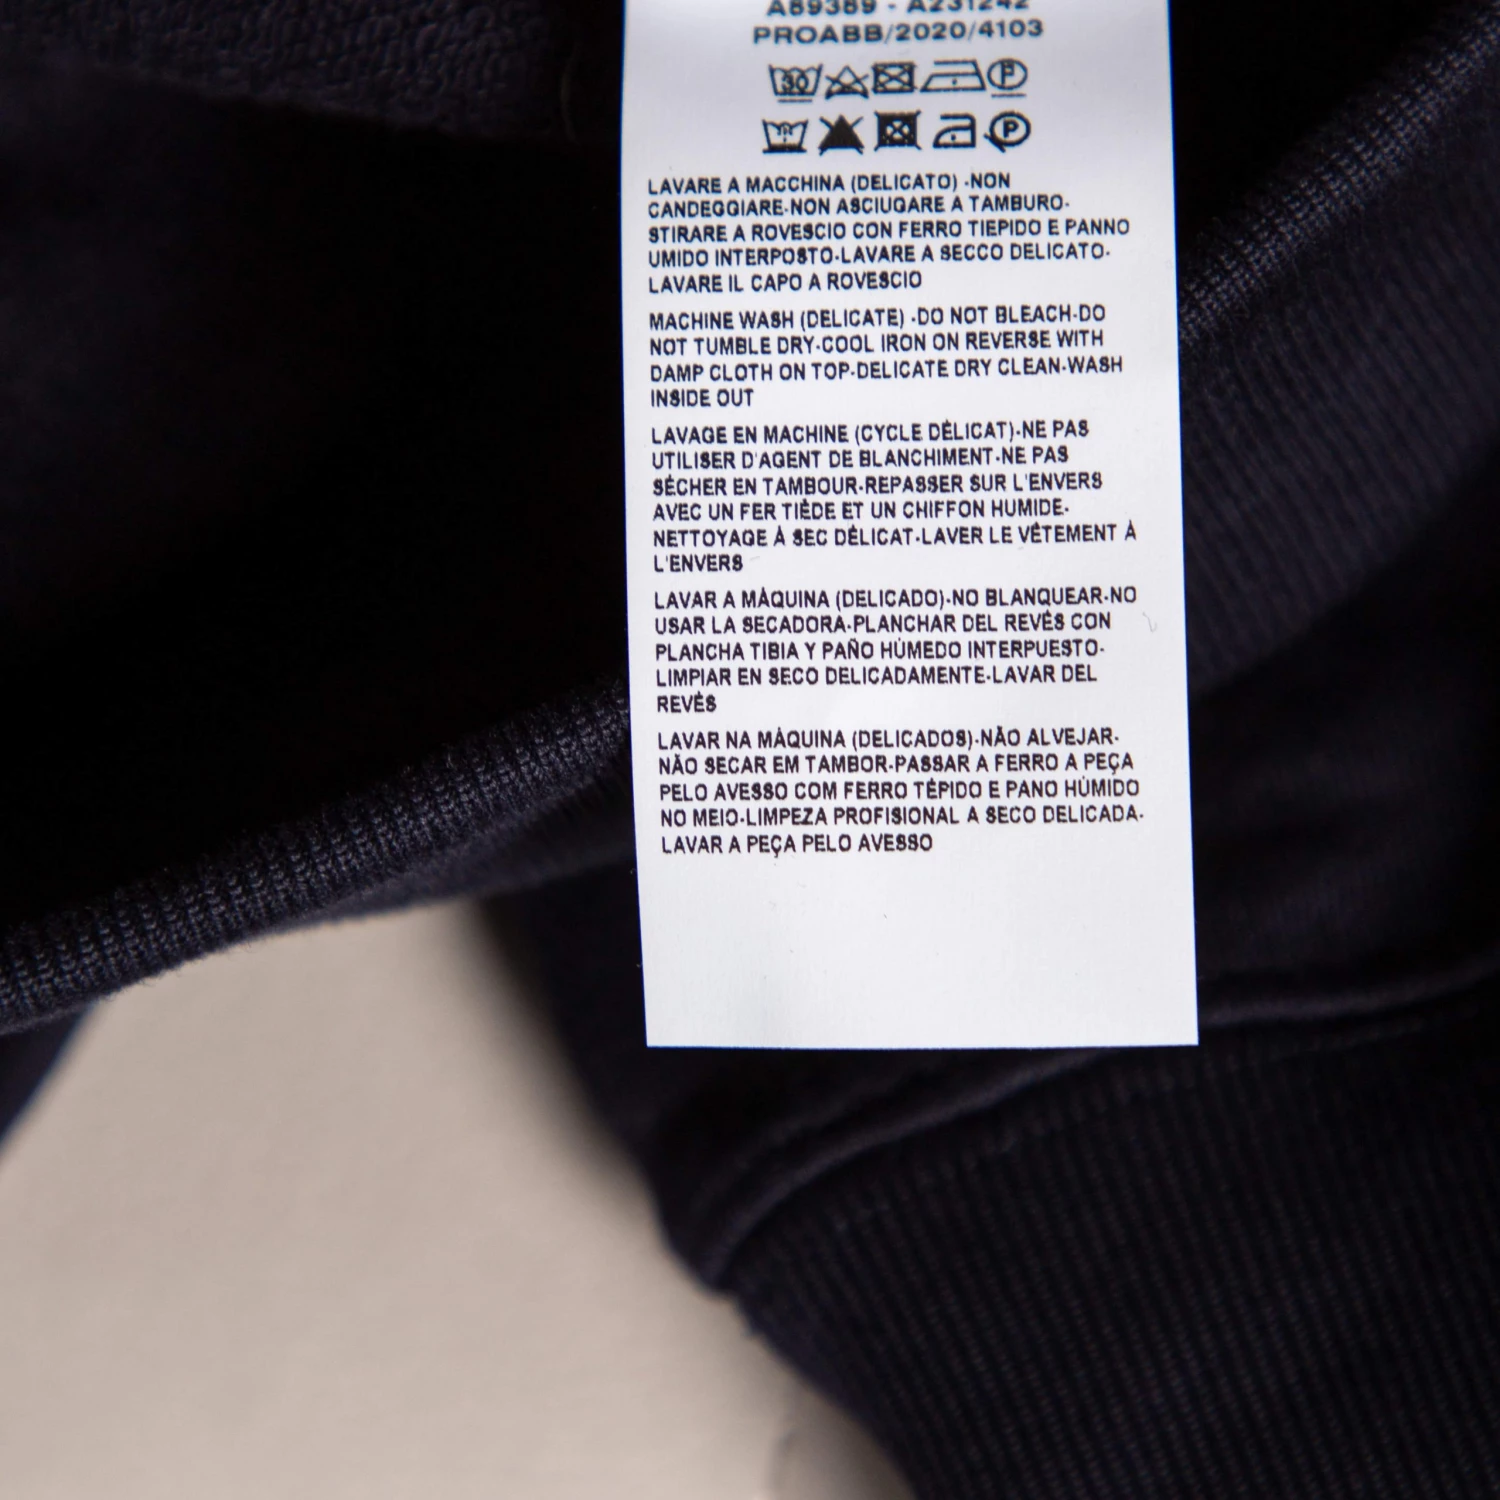 A89389 - A231242
PROABB/2020/4103
30 P
P
LAVARE A MACCHINA (DELICATO) -NON
CANDEGGIARE-NON ASCIUGARE A TAMBURO-
STIRARE A ROVESCIO CON FERRO TIEPIDO E PANNO
UMIDO INTERPOSTO-LAVARE A SECCO DELICATO-
LAVARE IL CAPO A ROVESCIO
MACHINE WASH (DELICATE) -DO NOT BLEACH-DO
NOT TUMBLE DRY-COOL IRON ON REVERSE WITH
DAMP CLOTH ON TOP-DELICATE DRY CLEAN-WASH
INSIDE OUT
LAVAGE EN MACHINE (CYCLE DÉLICAT)-NE PAS
UTILISER D'AGENT DE BLANCHIMENT-NE PAS
SÉCHER EN TAMBOUR-REPASSER SUR L'ENVERS
AVEC UN FER TIÈDE ET UN CHIFFON HUMIDE-
NETTOYAGE À SEC DÉLICAT-LAVER LE VÊTEMENT À
L'ENVERS
LAVAR A MÁQUINA (DELICADO)-NO BLANQUEAR-NO
USAR LA SECADORA-PLANCHAR DEL REVÉS CON
PLANCHA TIBIA Y PAÑO HÚMEDO INTERPUESTO-
LIMPIAR EN SECO DELICADAMENTE-LAVAR DEL
REVÉS
LAVAR NA MÁQUINA (DELICADOS)-NÃO ALVEJAR-
NÃO SECAR EM TAMBOR-PASSAR A FERRO A PEÇA
PELO AVESSO COM FERRO TÉPIDO E PANO HÚMIDO
NO MEIO-LIMPEZA PROFISIONAL A SECO DELICADA-
LAVAR A PEÇA PELO AVESSO